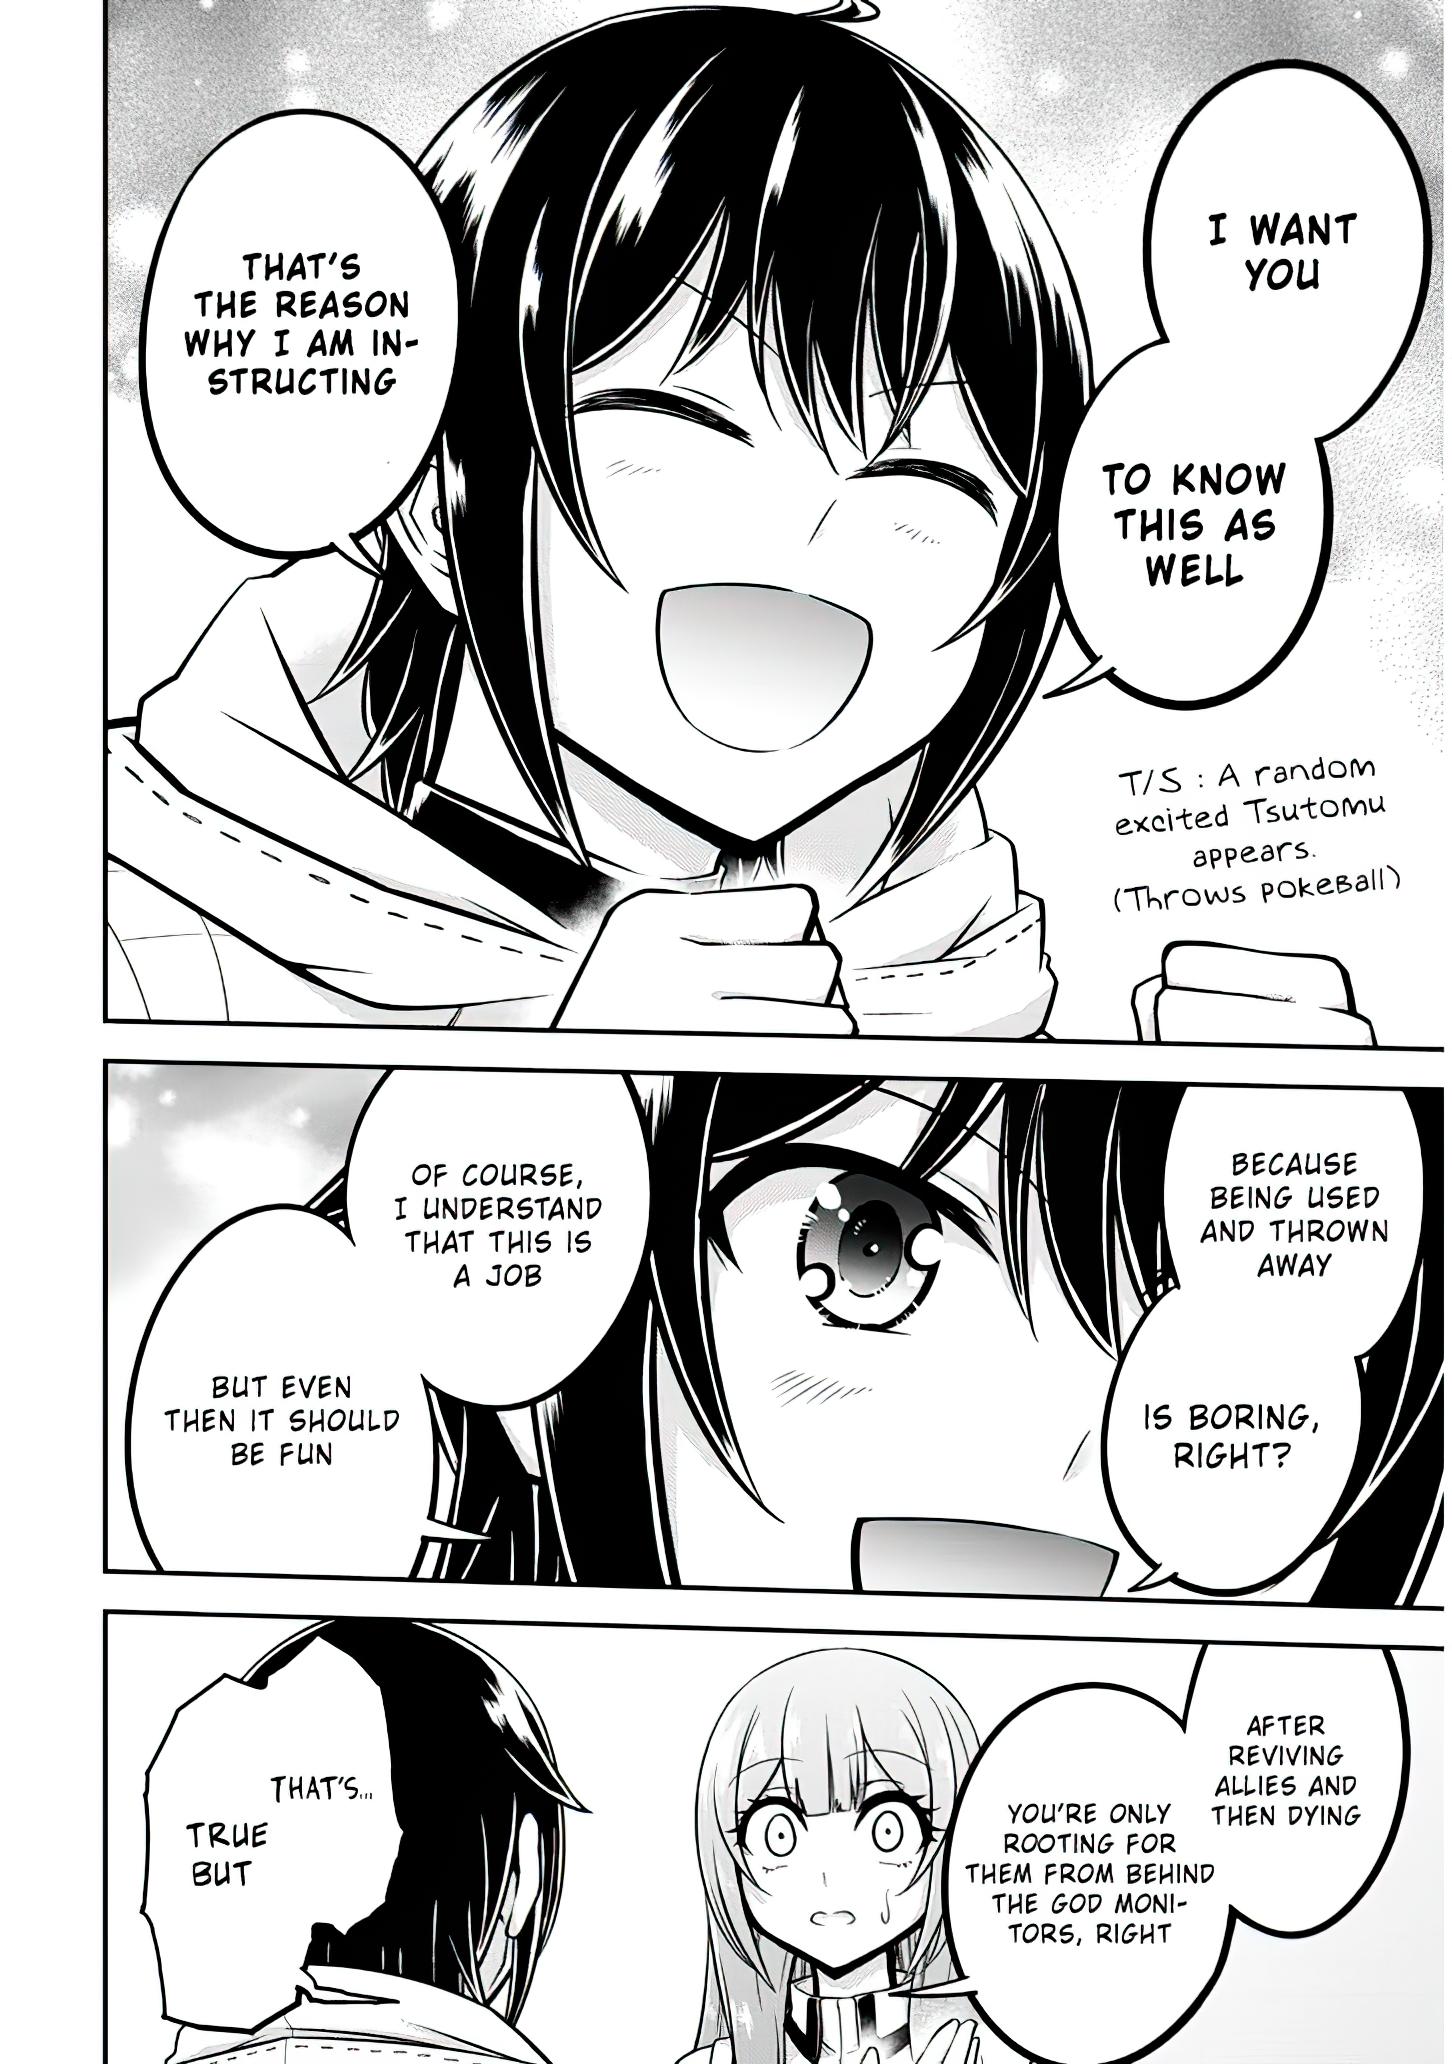 I WANT
YOU
TO KNOW
THIS AS
WELL
THAT'S
THE REASON
WHY I AM IN-
STRUCTING
T/S : A random
excited Tsutomu
appears.
(Throws pokeBall)
BECAUSE
BEING USED
AND THROWN
AWAY
IS BORING,
RIGHT?
OF COURSE,
I UNDERSTAND
THAT THIS IS
A JOB
BUT EVEN
THEN IT SHOULD
BE FUN
AFTER
REVIVING
ALLIES AND
THEN DYING
YOU'RE ONLY
ROOTING FOR
THEM FROM BEHIND
THE GOD MONI-
TORS, RIGHT
THAT'S...
TRUE
BUT